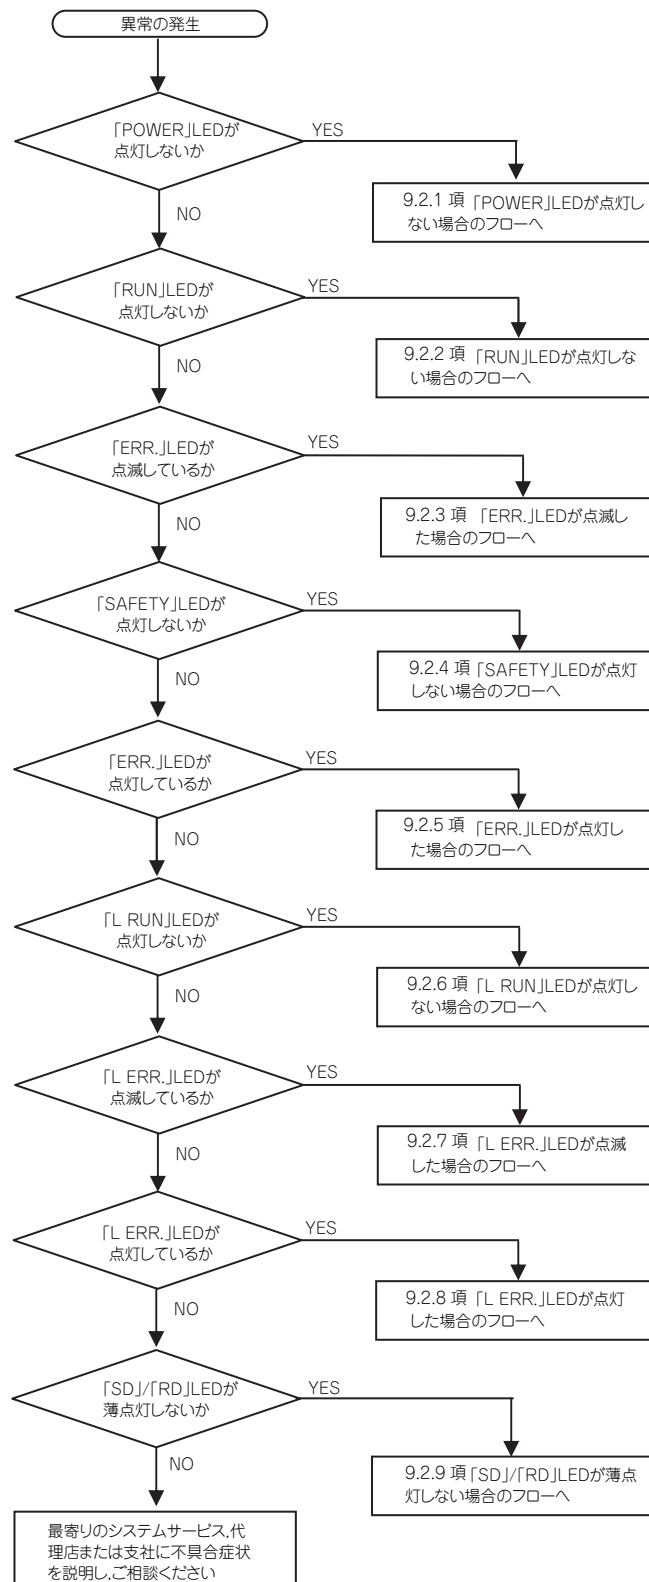 異常の発生
「POWER」LEDが
点灯しないか
YES
9.2.1 項 「POWER」LEDが点灯し
ない場合のフローへ
NO
「RUN」LEDが
点灯しないか
YES
9.2.2 項 「RUN」LEDが点灯しな
い場合のフローへ
NO
「ERR.」LEDが
点滅しているか
YES
9.2.3 項 「ERR.」LEDが点滅し
た場合のフローへ
NO
「SAFETY」LEDが
点灯しないか
YES
9.2.4 項 「SAFETY」LEDが点灯
しない場合のフローへ
NO
「ERR.」LEDが
点灯しているか
YES
9.2.5 項 「ERR.」LEDが点灯し
た場合のフローへ
NO
「L RUN」LEDが
点灯しないか
YES
9.2.6 項 「L RUN」LEDが点灯し
ない場合のフローへ
NO
「L ERR.」LEDが
点滅しているか
YES
9.2.7 項 「L ERR.」LEDが点滅
した場合のフローへ
NO
「L ERR.」LEDが
点灯しているか
YES
9.2.8 項 「L ERR.」LEDが点灯
した場合のフローへ
NO
「SD」/「RD」LEDが
薄点灯しないか
YES
9.2.9 項 「SD」/「RD」LEDが薄点
灯しない場合のフローへ
NO
最寄りのシステムサービス,代
理店または支社に不具合症状
を説明し,ご相談ください